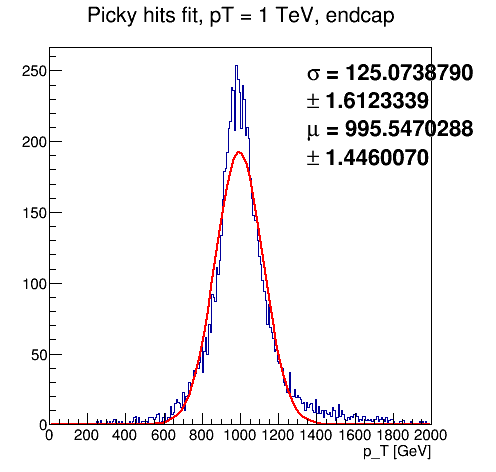 Picky hits fit, pT = 1 TeV, endcap
σ = 125.0738790
± 1.6123339
μ = 995.5470288
± 1.4460070
250
200
150
100
50
0
0 200 400 600 800 1000 1200 1400 1600 1800 2000
p_T [GeV]